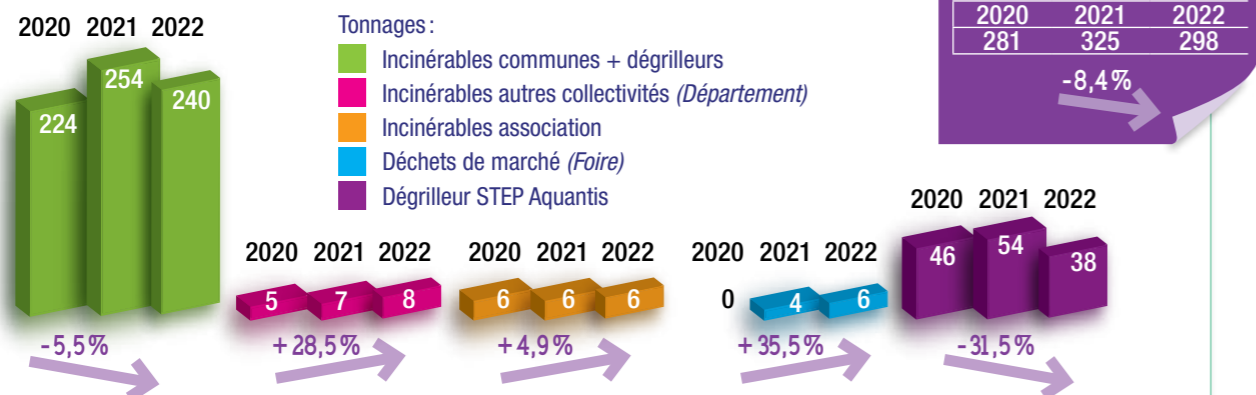 2020 2021 2022
224 254 240
-5,5%
Tonnages :
Incinérables communes + dégrilleurs
Incinérables autres collectivités (Département)
Incinérables association
Déchets de marché (Foire)
Dégrilleur STEP Aquantis
2020 2021 2022
281 325 298
-8,4%
2020 2021 2022
5 7 8
+28,5%
2020 2021 2022
6 6 6
+4,9%
2020 2021 2022
0 4 6
+35,5%
2020 2021 2022
46 54 38
-31,5%